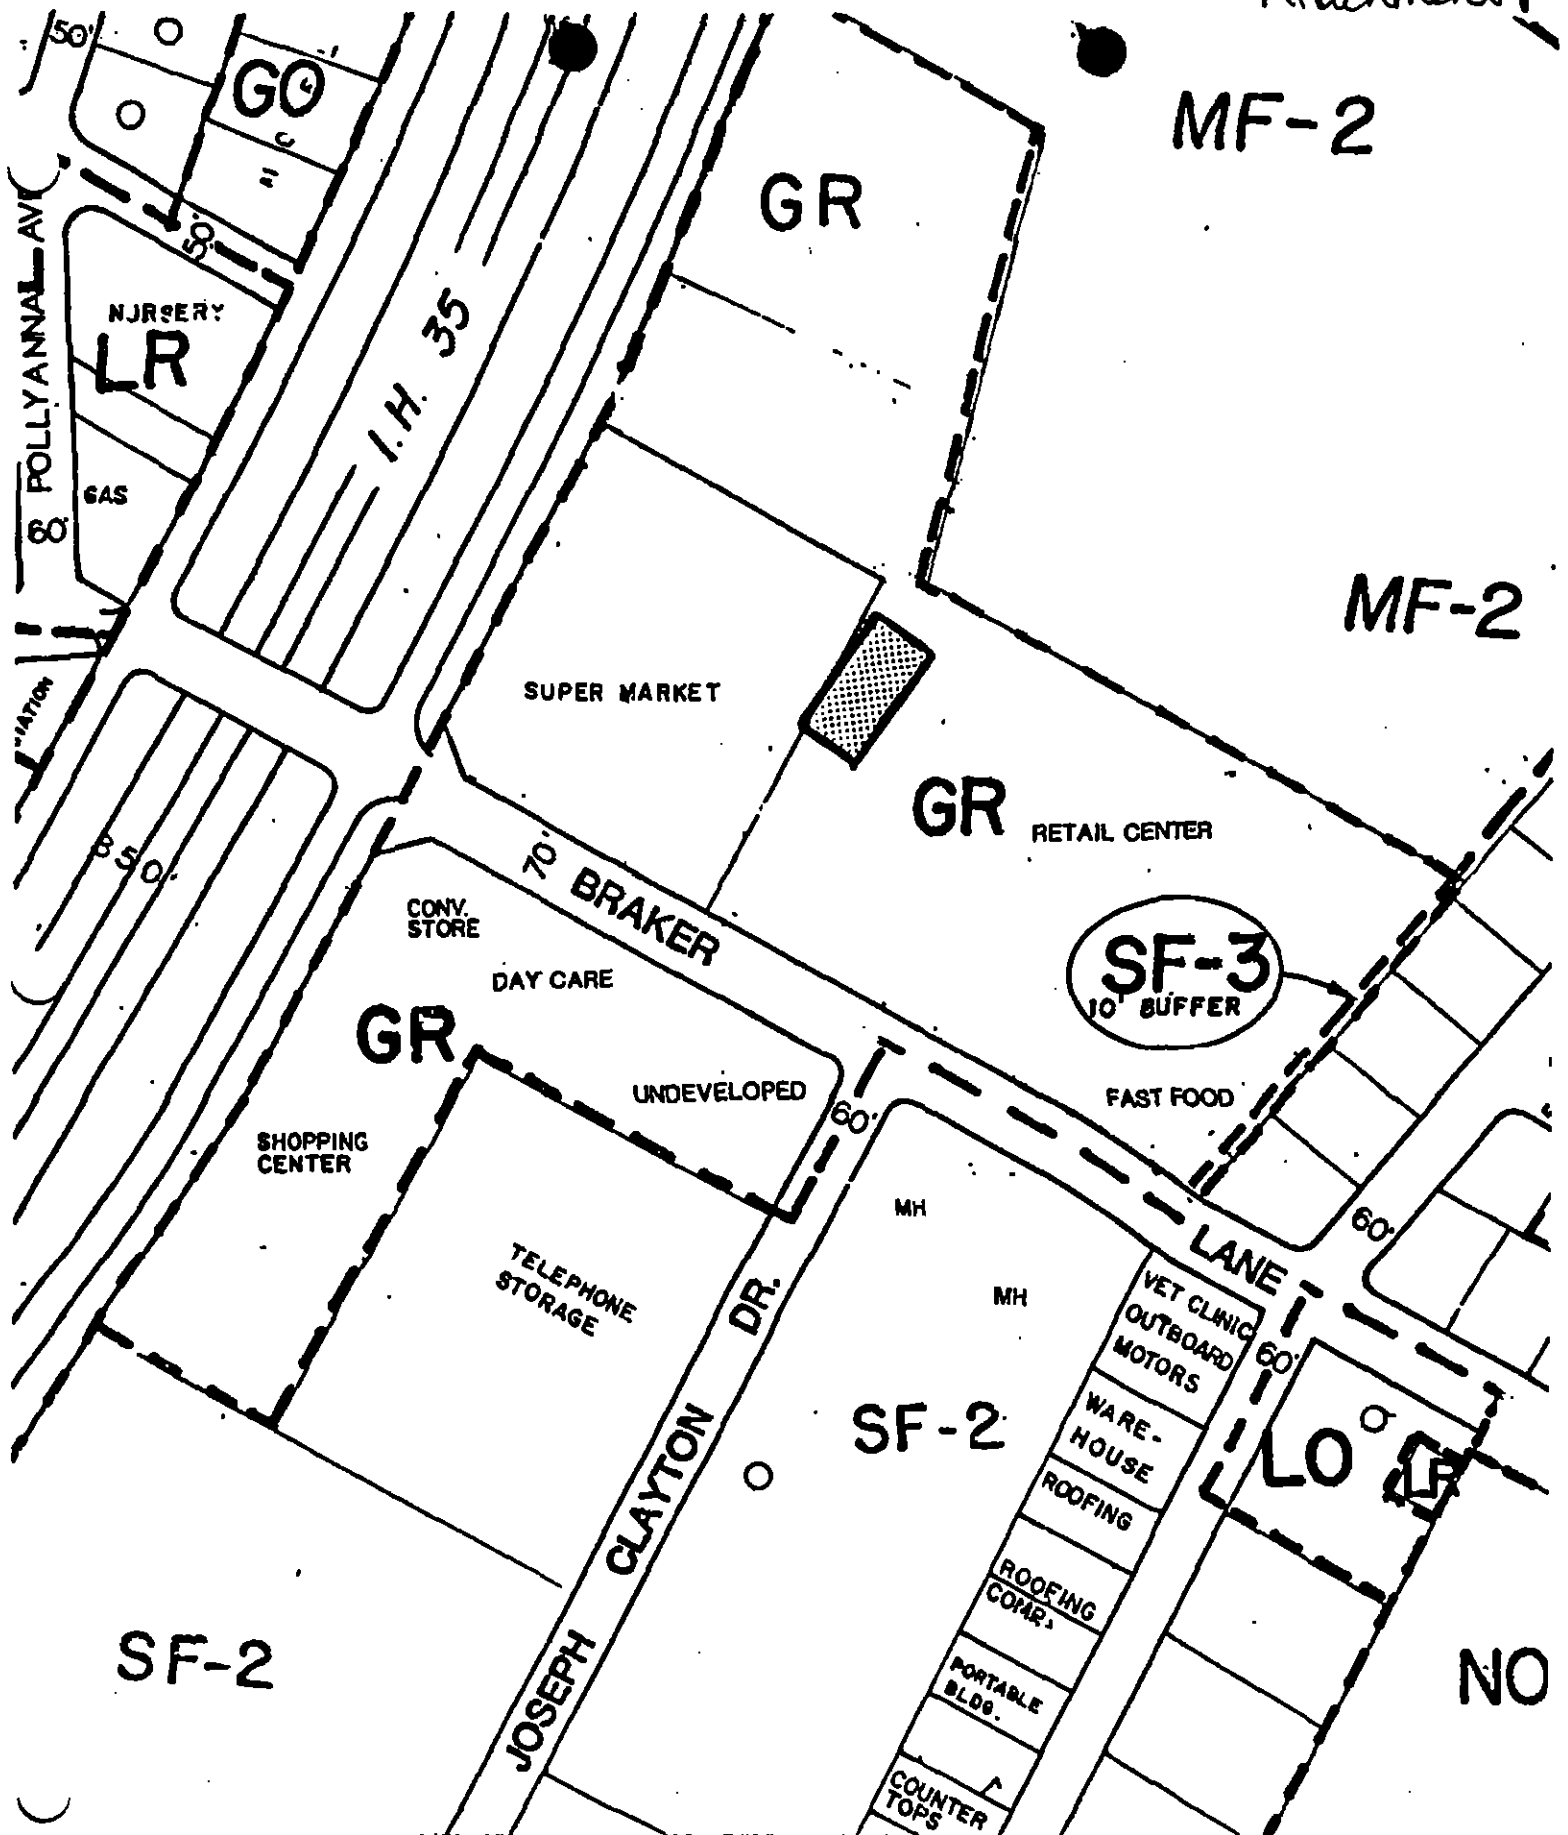 50'
GO
MF-2
GR
50'
POLLYANNA AVE
NURSERY
LR
I.H. 35
GAS
60'
MF-2
SUPER MARKET
GR
RETAIL CENTER
350'
70'
BRAKER
CONV.
STORE
SF-3
10' BUFFER
DAY CARE
GR
UNDEVELOPED
60'
FAST FOOD
SHOPPING
CENTER
MH
60'
LANE
TELEPHONE
STORAGE
DR.
MH
VET CLINIC
OUTBOARD
MOTORS
60'
WARE-
HOUSE
SF-2
LO
LR
CLAYTON
ROOFING
ROOFING
COMP.
SF-2
JOSEPH
PORTABLE
BLDG.
NO
COUNTER
TOPS